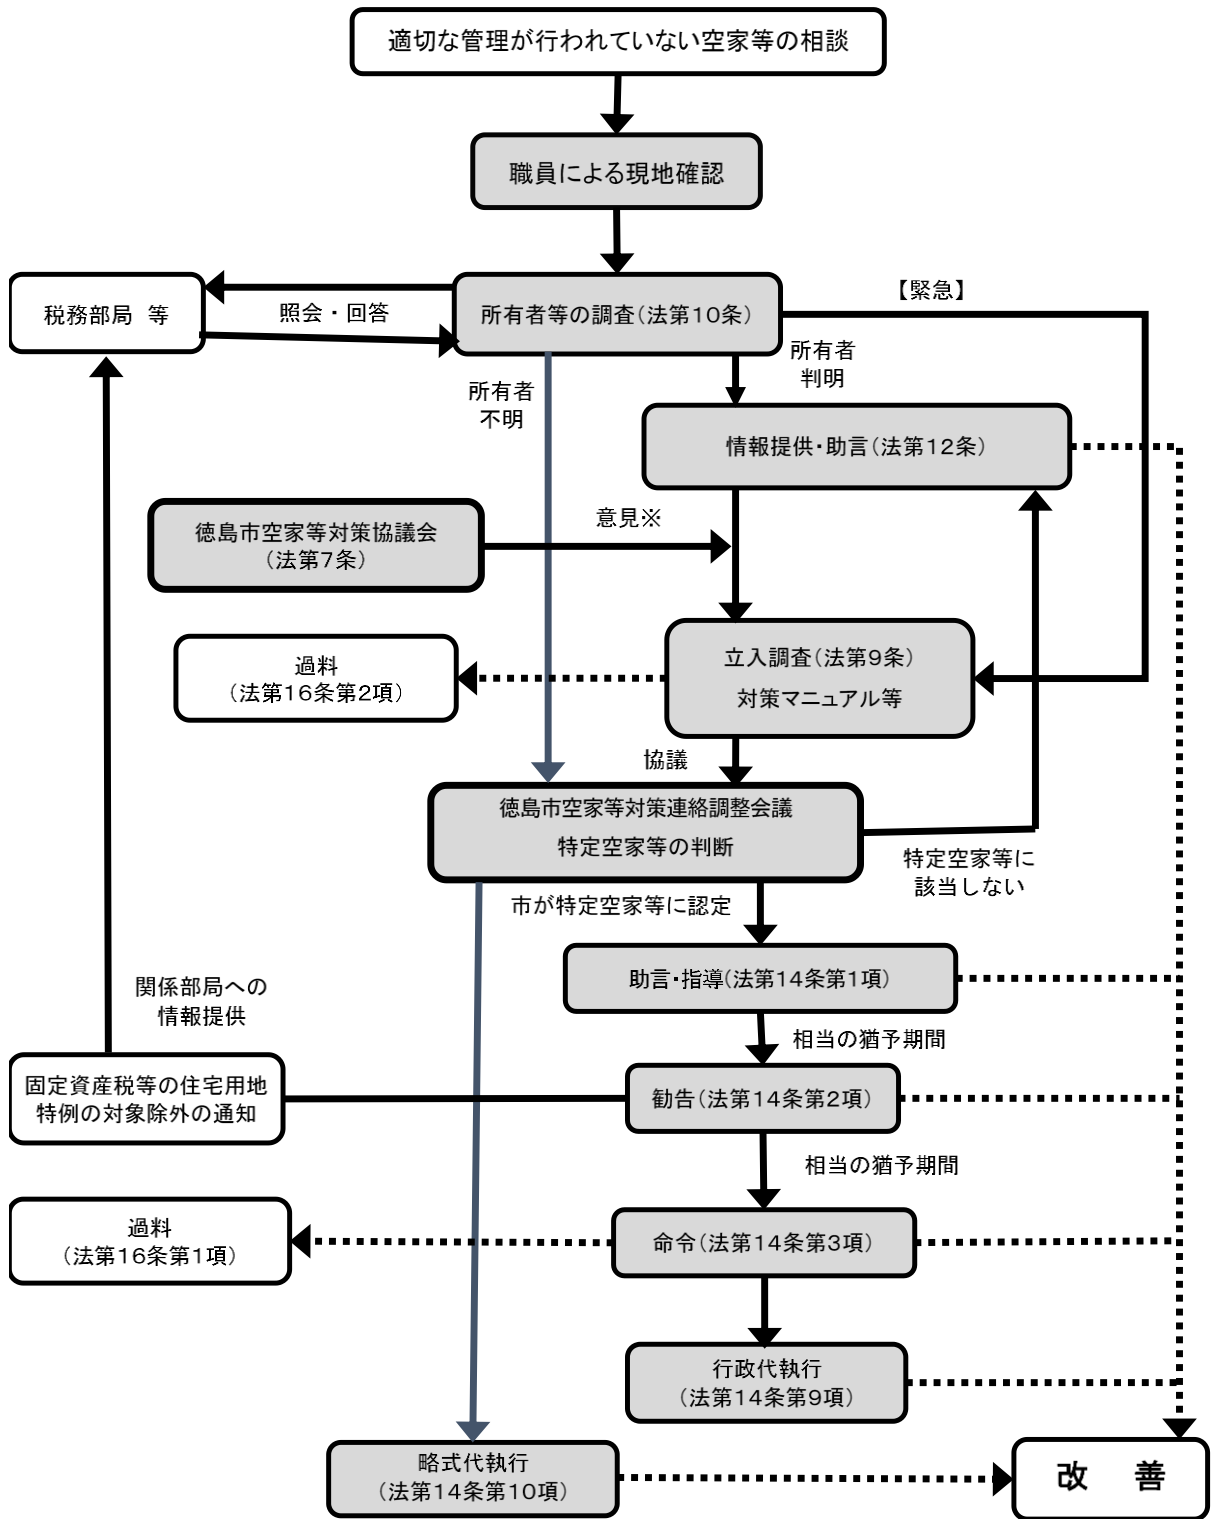 適切な管理が行われていない空家等の相談
職員による現地確認
税務部局　等
照会・回答
所有者等の調査(法第10条)
【緊急】
所有者
不明
所有者
判明
情報提供・助言(法第12条)
徳島市空家等対策協議会
(法第7条)
意見※
立入調査(法第9条)
対策マニュアル等
過料
(法第16条第2項)
協議
徳島市空家等対策連絡調整会議
特定空家等の判断
特定空家等に
該当しない
市が特定空家等に認定
助言・指導(法第14条第1項)
関係部局への
情報提供
相当の猶予期間
固定資産税等の住宅用地
特例の対象除外の通知
勧告(法第14条第2項)
相当の猶予期間
過料
(法第16条第1項)
命令(法第14条第3項)
行政代執行
(法第14条第9項)
略式代執行
(法第14条第10項)
改　善